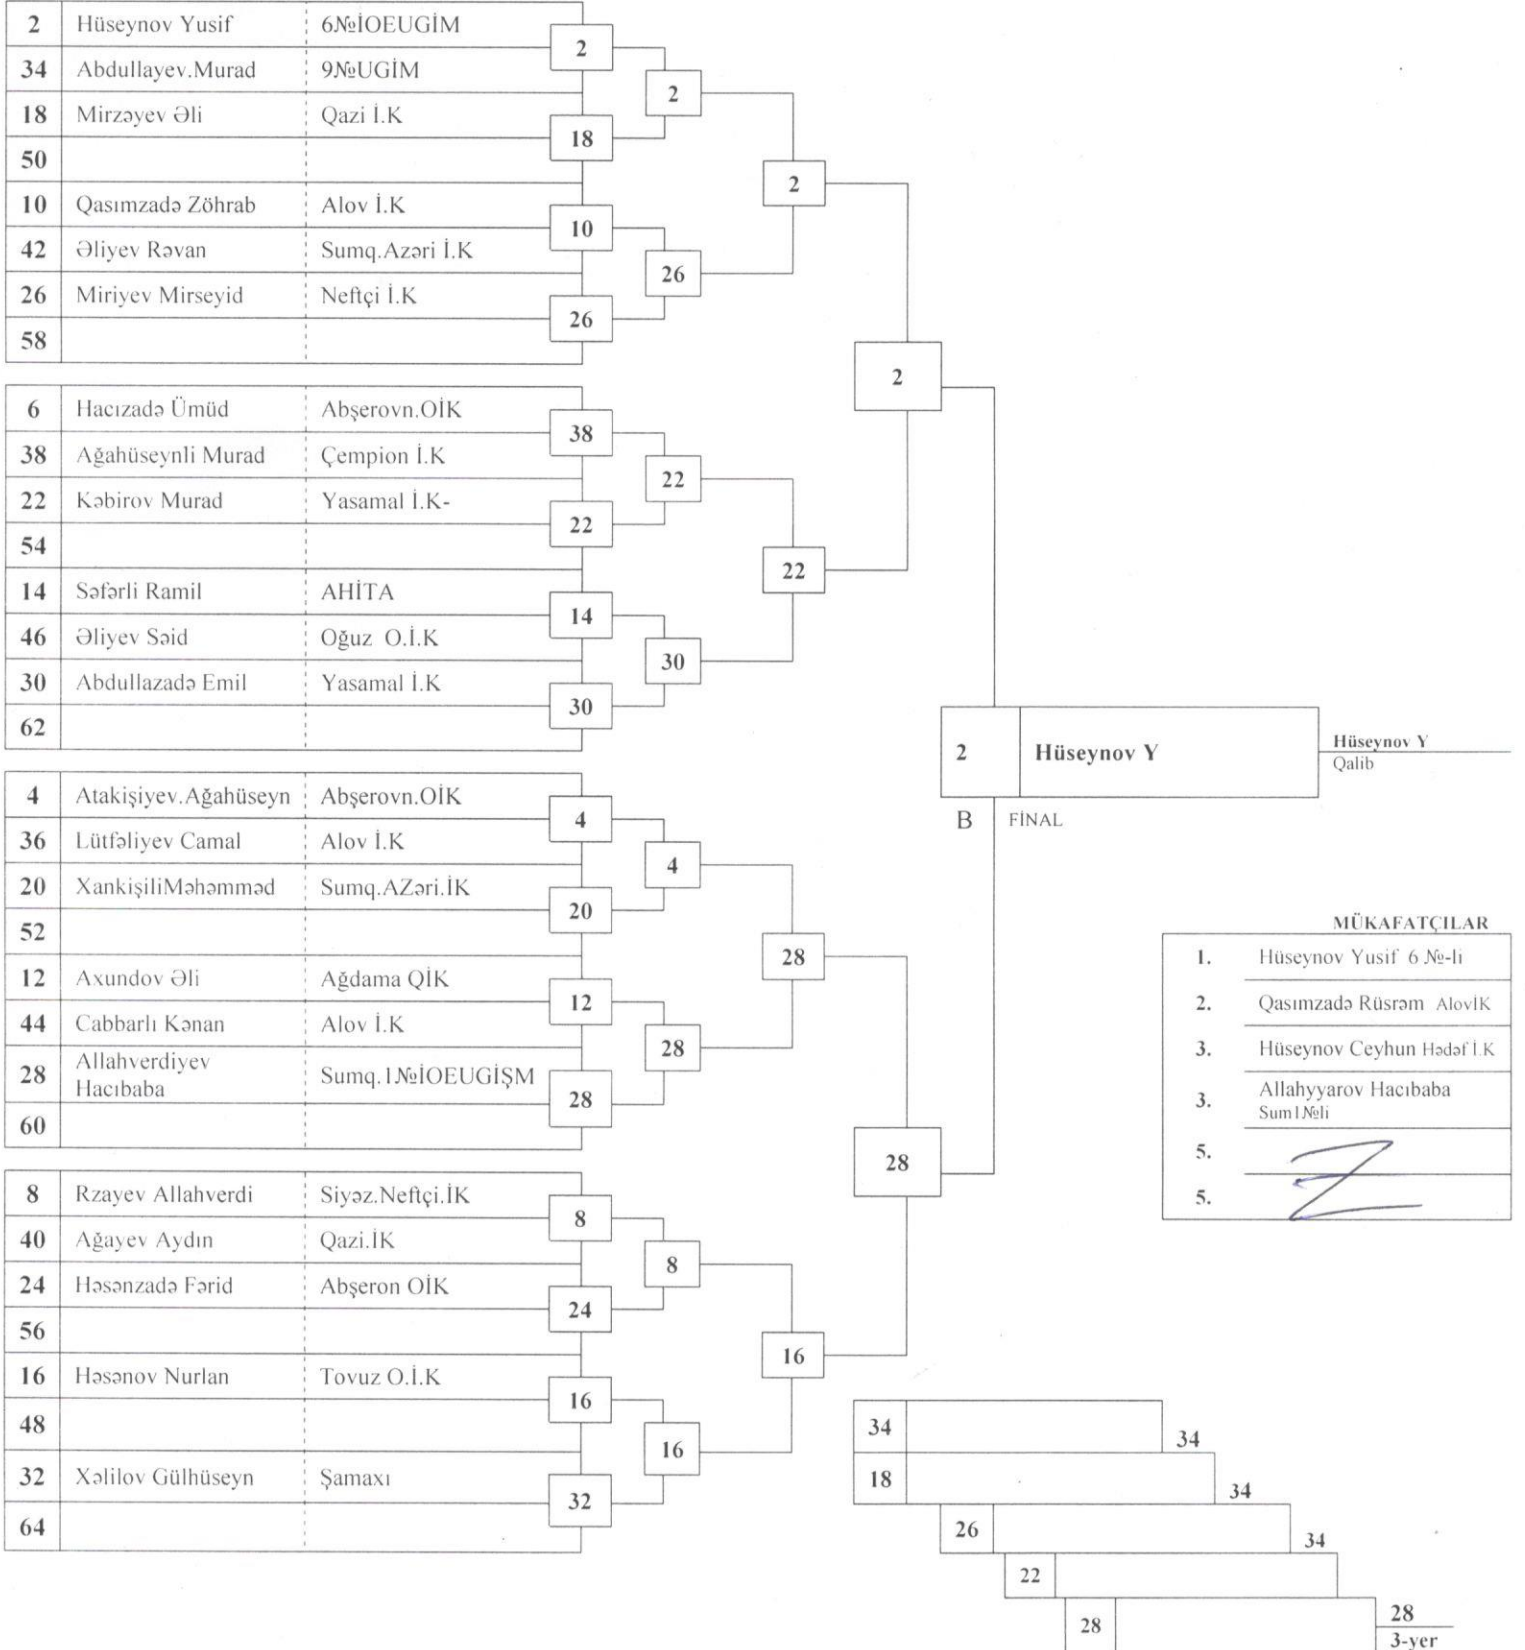 2 Hüseynov Yusif 6№İOEUGİM
34 Abdullayev.Murad 9№UGİM
18 Mirzəyev Əli Qazi İ.K
50
10 Qasımzadə Zöhrab Alov İ.K
42 Əliyev Rəvan Sumq.Azəri İ.K
26 Miriyev Mirseyid Neftçi İ.K
58
2
18
10
26
2
26
2
6 Hacızadə Ümüd Abşerovn.OİK
38 Ağahüseynli Murad Çempion İ.K
22 Kəbirov Murad Yasamal İ.K-
54
14 Səfərli Ramil AHİTA
46 Əliyev Səid Oğuz O.İ.K
30 Abdullazadə Emil Yasamal İ.K
62
38
22
14
30
22
30
22
2
4 Atakişiyev.Ağahüseyn Abşerovn.OİK
36 Lütfəliyev Camal Alov İ.K
20 XankişiliMəhəmməd Sumq.AZəri.İK
52
12 Axundov Əli Ağdama QİK
44 Cabbarlı Kənan Alov İ.K
28 Allahverdiyev
Hacıbaba Sumq.1№İOEUGİŞM
60
4
20
12
28
4
28
28
8 Rzayev Allahverdi Siyəz.Neftçi.İK
40 Ağayev Aydın Qazi.İK
24 Həsənzadə Fərid Abşeron OİK
56
16 Həsənov Nurlan Tovuz O.İ.K
48
32 Xəlilov Gülhüseyn Şamaxı
64
8
24
16
32
8
16
16
28
2 Hüseynov Y
Hüseynov Y
Qalib
B FİNAL
MÜKAFATÇILAR
1. Hüseynov Yusif 6 №-li
2. Qasımzadə Rüsrəm AlovİK
3. Hüseynov Ceyhun Hədəf İ.K
3. Allahyyarov Hacıbaba
Sum1№li
5.
5.
34
34
18
34
26
34
22
28
28
3-yer